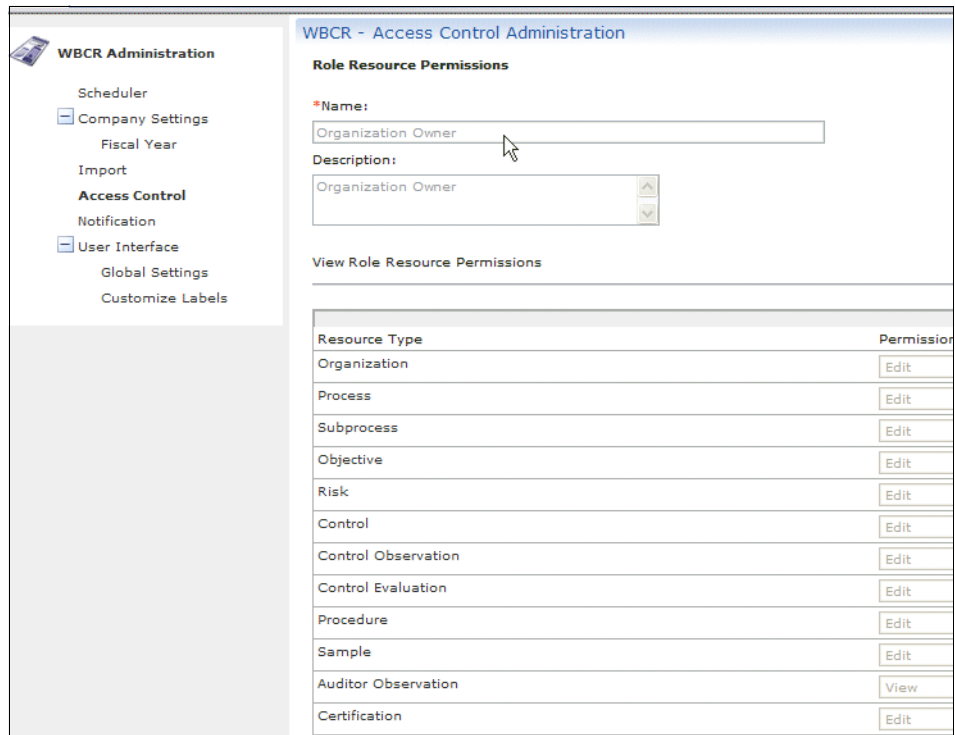 WBCR Administration
Scheduler
Company Settings
Fiscal Year
Import
Access Control
Notification
User Interface
Global Settings
Customize Labels
WBCR - Access Control Administration
Role Resource Permissions
*Name:
Organization Owner
Description:
Organization Owner
View Role Resource Permissions
Resource Type Permission
Organization Edit
Process Edit
Subprocess Edit
Objective Edit
Risk Edit
Control Edit
Control Observation Edit
Control Evaluation Edit
Procedure Edit
Sample Edit
Auditor Observation View
Certification Edit